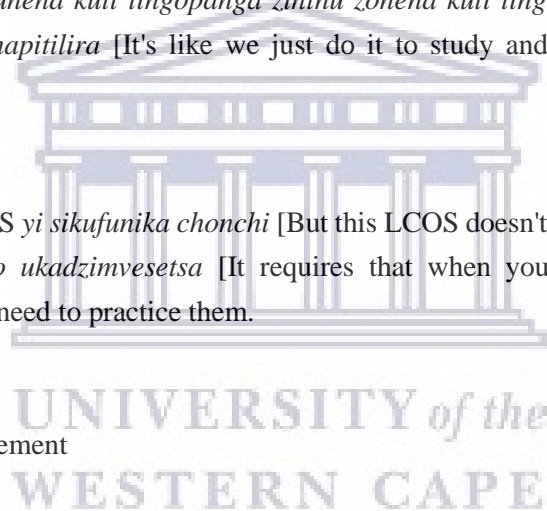 kuti tingopanga zinthu zonena kuti ting
napitilira [It's like we just do it to study and
S yi sikufunika chonchi [But this LCOS doesn't
o ukadzimvesetsa [It requires that when you
need to practice them.
ement
UNIVERSITY of the
WESTERN CAPE